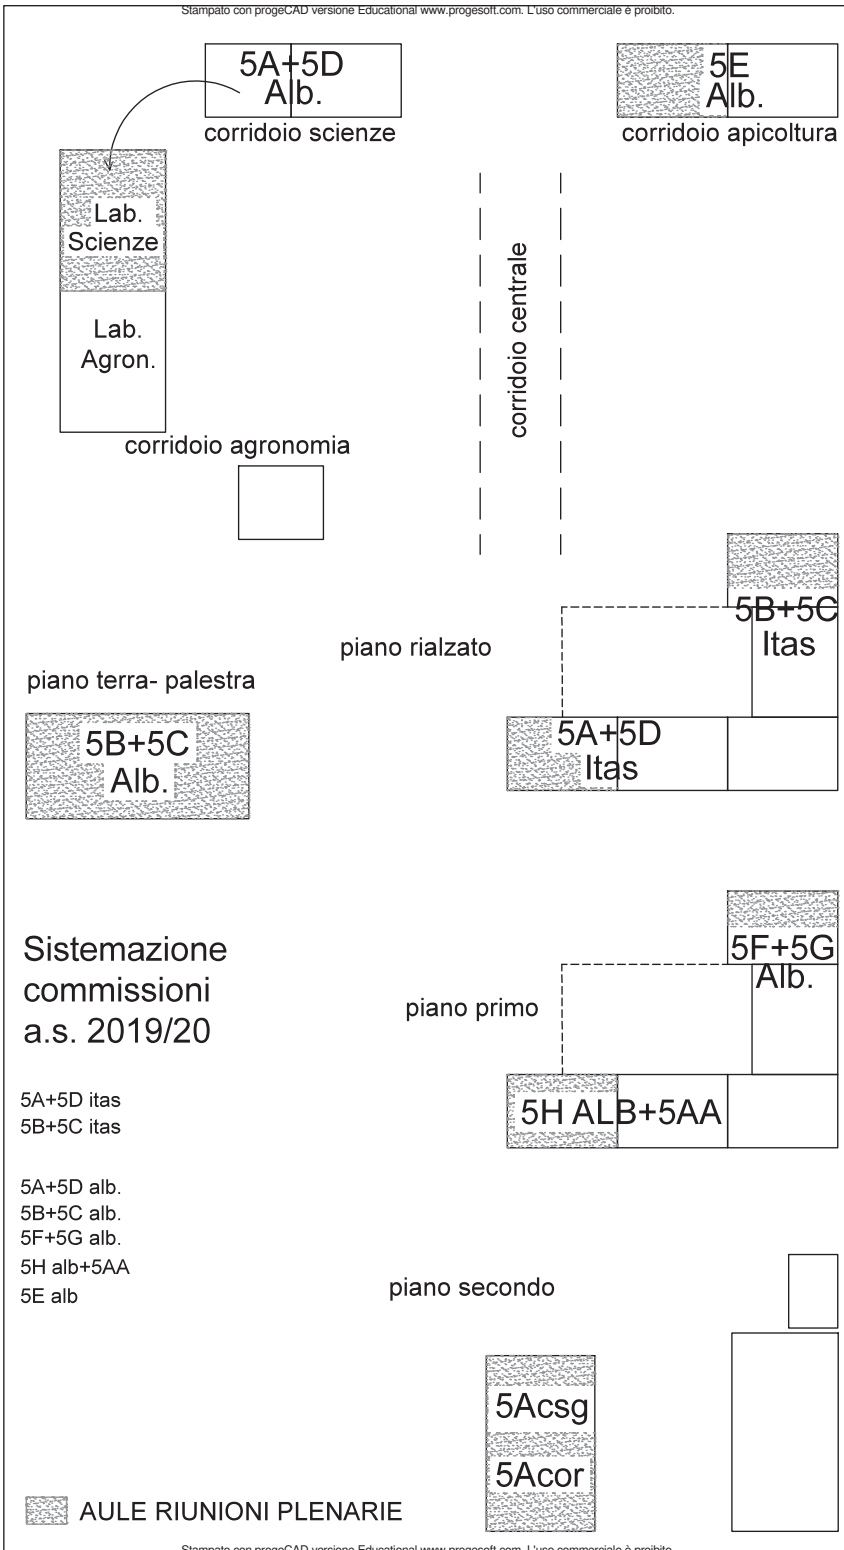 Stampato con progeCAD versione Educational www.progesoft.com. L'uso commerciale è proibito.
5A+5D
Alb.
corridoio scienze
5E
Alb.
corridoio apicoltura
Lab.
Scienze
Lab.
Agron.
corridoio agronomia
corridoio centrale
piano rialzato
5B+5C
Itas
5A+5D
Itas
piano terra- palestra
5B+5C
Alb.
Sistemazione
commissioni
a.s. 2019/20
5A+5D itas
5B+5C itas
5A+5D alb.
5B+5C alb.
5F+5G alb.
5H alb+5AA
5E alb
piano primo
5F+5G
Alb.
5H ALB+5AA
piano secondo
5Acsg
5Acor
AULE RIUNIONI PLENARIE
Stampato con progeCAD versione Educational www.progesoft.com. L'uso commerciale è proibito.